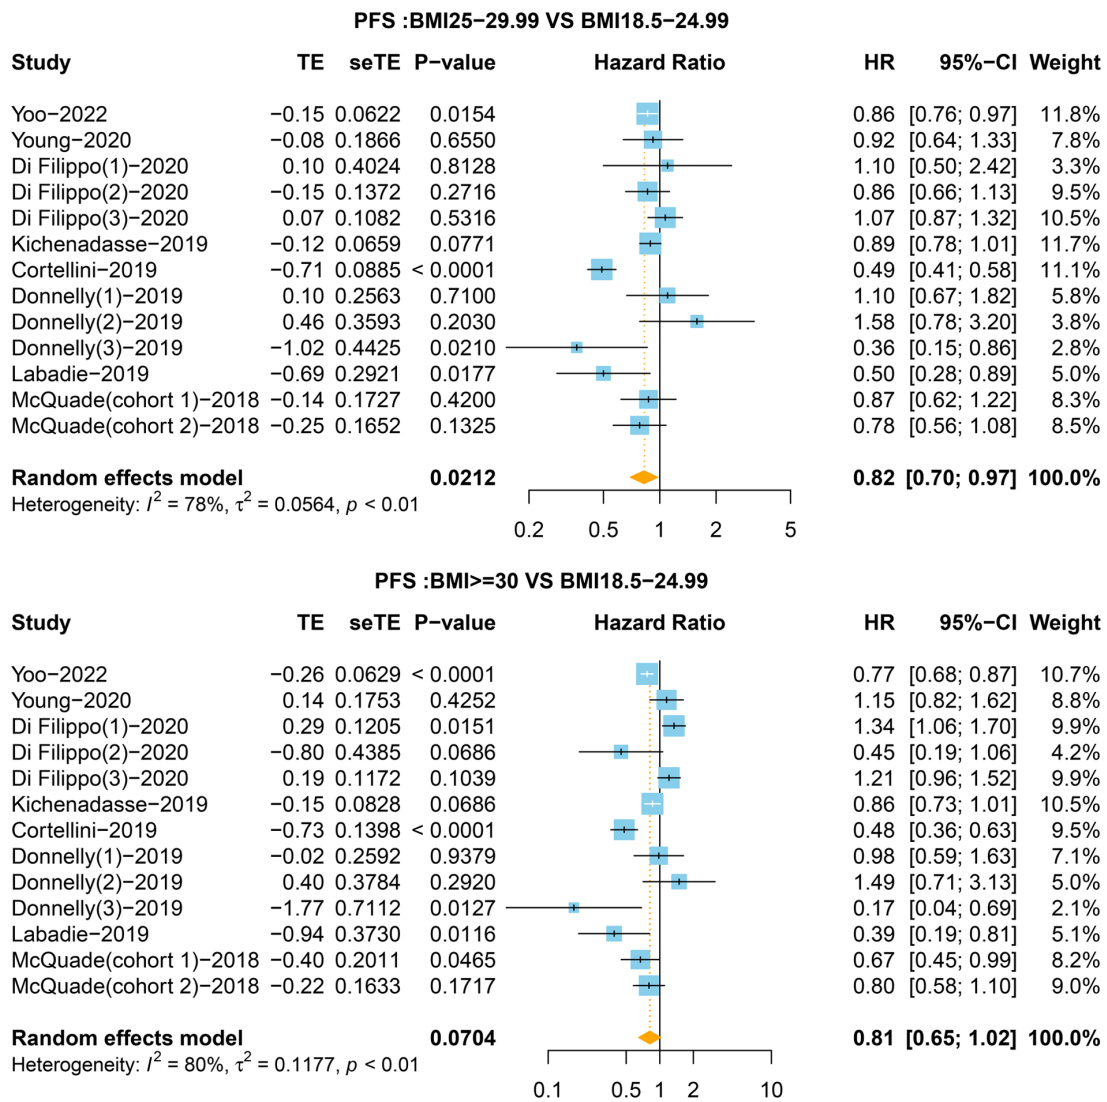 PFS :BMI25−29.99 VS BMI18.5−24.99
Study TE seTE P−value Hazard Ratio HR 95%−CI Weight
Yoo−2022 −0.15 0.0622 0.0154 0.86 [0.76; 0.97] 11.8%
Young−2020 −0.08 0.1866 0.6550 0.92 [0.64; 1.33] 7.8%
Di Filippo(1)−2020 0.10 0.4024 0.8128 1.10 [0.50; 2.42] 3.3%
Di Filippo(2)−2020 −0.15 0.1372 0.2716 0.86 [0.66; 1.13] 9.5%
Di Filippo(3)−2020 0.07 0.1082 0.5316 1.07 [0.87; 1.32] 10.5%
Kichenadasse−2019 −0.12 0.0659 0.0771 0.89 [0.78; 1.01] 11.7%
Cortellini−2019 −0.71 0.0885 < 0.0001 0.49 [0.41; 0.58] 11.1%
Donnelly(1)−2019 0.10 0.2563 0.7100 1.10 [0.67; 1.82] 5.8%
Donnelly(2)−2019 0.46 0.3593 0.2030 1.58 [0.78; 3.20] 3.8%
Donnelly(3)−2019 −1.02 0.4425 0.0210 0.36 [0.15; 0.86] 2.8%
Labadie−2019 −0.69 0.2921 0.0177 0.50 [0.28; 0.89] 5.0%
McQuade(cohort 1)−2018 −0.14 0.1727 0.4200 0.87 [0.62; 1.22] 8.3%
McQuade(cohort 2)−2018 −0.25 0.1652 0.1325 0.78 [0.56; 1.08] 8.5%
Random effects model 0.0212 0.82 [0.70; 0.97] 100.0%
Heterogeneity: I² = 78%, τ² = 0.0564, p < 0.01
0.2 0.5 1 2 5
PFS :BMI>=30 VS BMI18.5−24.99
Study TE seTE P−value Hazard Ratio HR 95%−CI Weight
Yoo−2022 −0.26 0.0629 < 0.0001 0.77 [0.68; 0.87] 10.7%
Young−2020 0.14 0.1753 0.4252 1.15 [0.82; 1.62] 8.8%
Di Filippo(1)−2020 0.29 0.1205 0.0151 1.34 [1.06; 1.70] 9.9%
Di Filippo(2)−2020 −0.80 0.4385 0.0686 0.45 [0.19; 1.06] 4.2%
Di Filippo(3)−2020 0.19 0.1172 0.1039 1.21 [0.96; 1.52] 9.9%
Kichenadasse−2019 −0.15 0.0828 0.0686 0.86 [0.73; 1.01] 10.5%
Cortellini−2019 −0.73 0.1398 < 0.0001 0.48 [0.36; 0.63] 9.5%
Donnelly(1)−2019 −0.02 0.2592 0.9379 0.98 [0.59; 1.63] 7.1%
Donnelly(2)−2019 0.40 0.3784 0.2920 1.49 [0.71; 3.13] 5.0%
Donnelly(3)−2019 −1.77 0.7112 0.0127 0.17 [0.04; 0.69] 2.1%
Labadie−2019 −0.94 0.3730 0.0116 0.39 [0.19; 0.81] 5.1%
McQuade(cohort 1)−2018 −0.40 0.2011 0.0465 0.67 [0.45; 0.99] 8.2%
McQuade(cohort 2)−2018 −0.22 0.1633 0.1717 0.80 [0.58; 1.10] 9.0%
Random effects model 0.0704 0.81 [0.65; 1.02] 100.0%
Heterogeneity: I² = 80%, τ² = 0.1177, p < 0.01
0.1 0.5 1 2 10